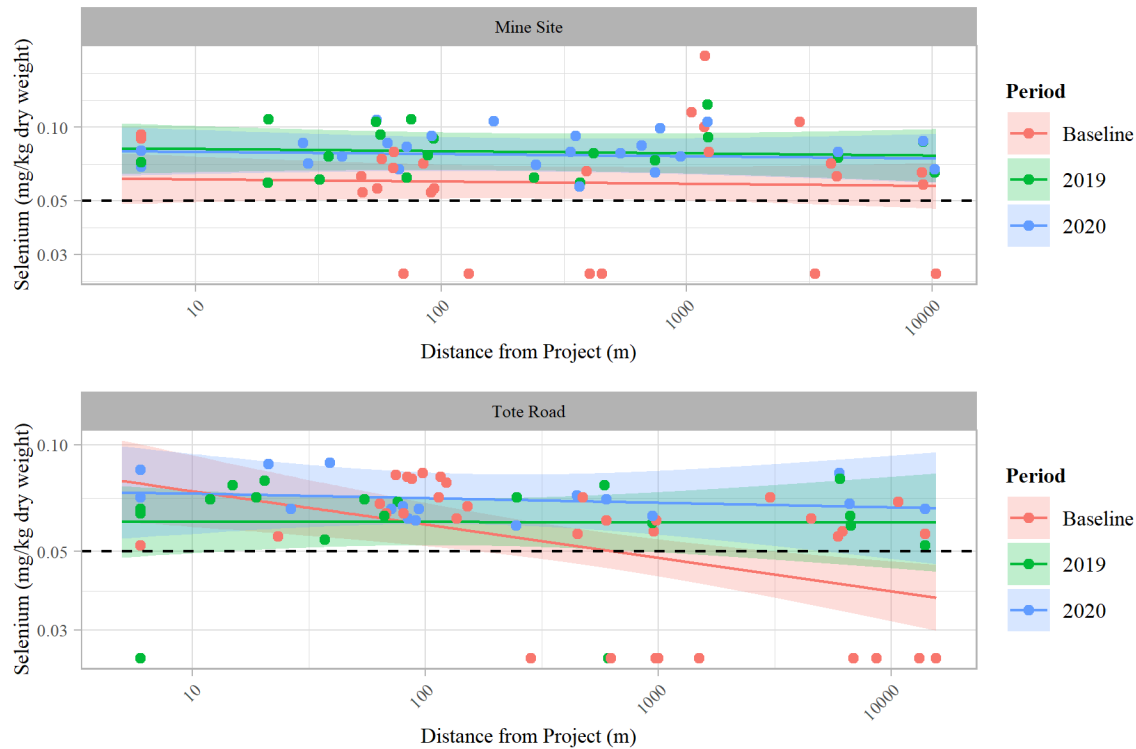 Mine Site
Selenium (mg/kg dry weight)
0.10
0.05
0.03
10
100
1000
10000
Distance from Project (m)
Period
Baseline
2019
2020
Tote Road
Selenium (mg/kg dry weight)
0.10
0.05
0.03
10
100
1000
10000
Distance from Project (m)
Period
Baseline
2019
2020